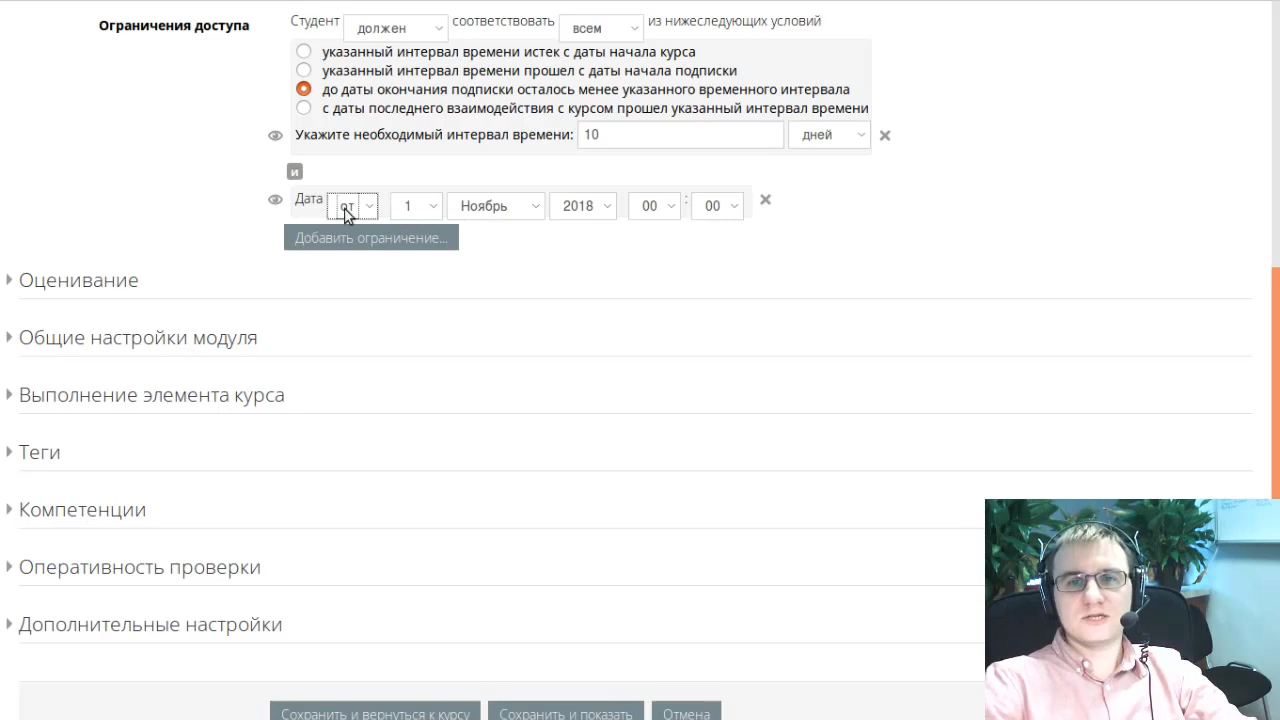 Ограничения доступа
Студент должен соответствовать всем из нижеследующих условий
указанный интервал времени истек с даты начала курса
указанный интервал времени прошел с даты начала подписки
до даты окончания подписки осталось менее указанного временного интервала
с даты последнего взаимодействия с курсом прошел указанный интервал времени
Укажите необходимый интервал времени: 10 дней
и
Дата от 1 Ноябрь 2018 00 : 00
Добавить ограничение...
Оценивание
Общие настройки модуля
Выполнение элемента курса
Теги
Компетенции
Оперативность проверки
Дополнительные настройки
Сохранить и вернуться к курсу Сохранить и показать Отмена